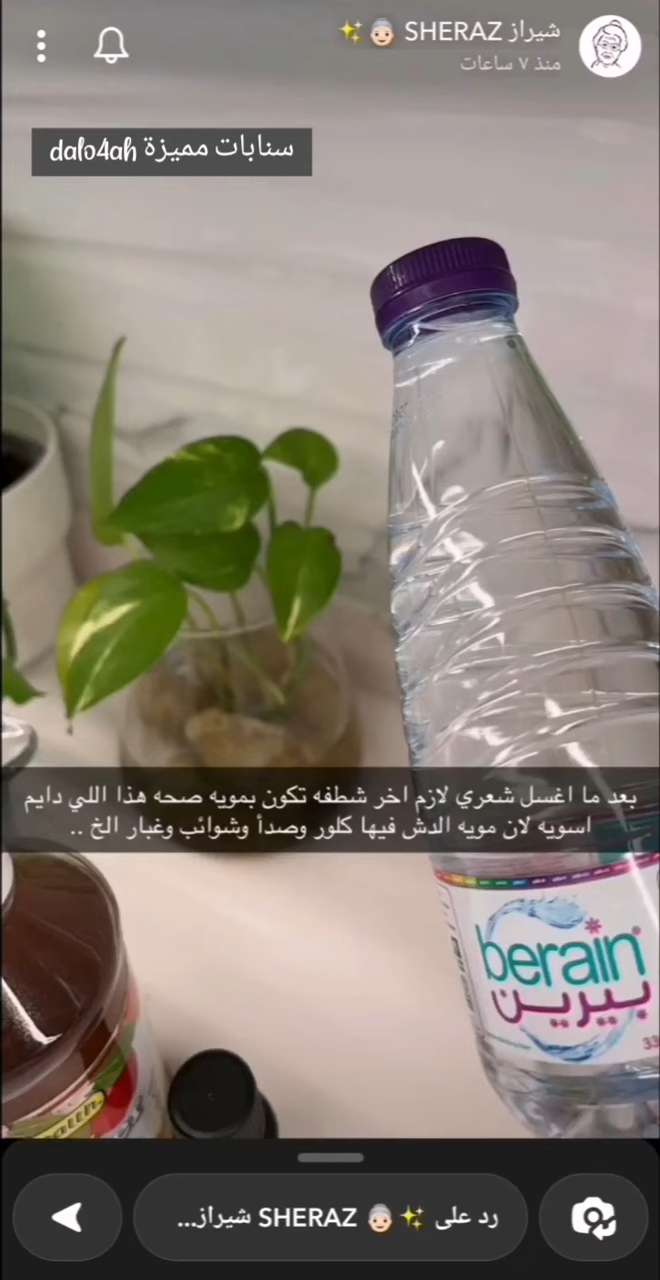 شيراز SHERAZ 👵🏻 ✨
منذ ٧ ساعات
سنابات مميزة dalo4ah
بعد ما اغسل شعري لازم اخر شطفه تكون بمويه صحه هذا اللي دايم
اسويه لان مويه الدش فيها كلور وصدأ وشوائب وغبار الخ ..
berain
بيرين
33
رد على ✨ 👵🏻 SHERAZ شيراز...